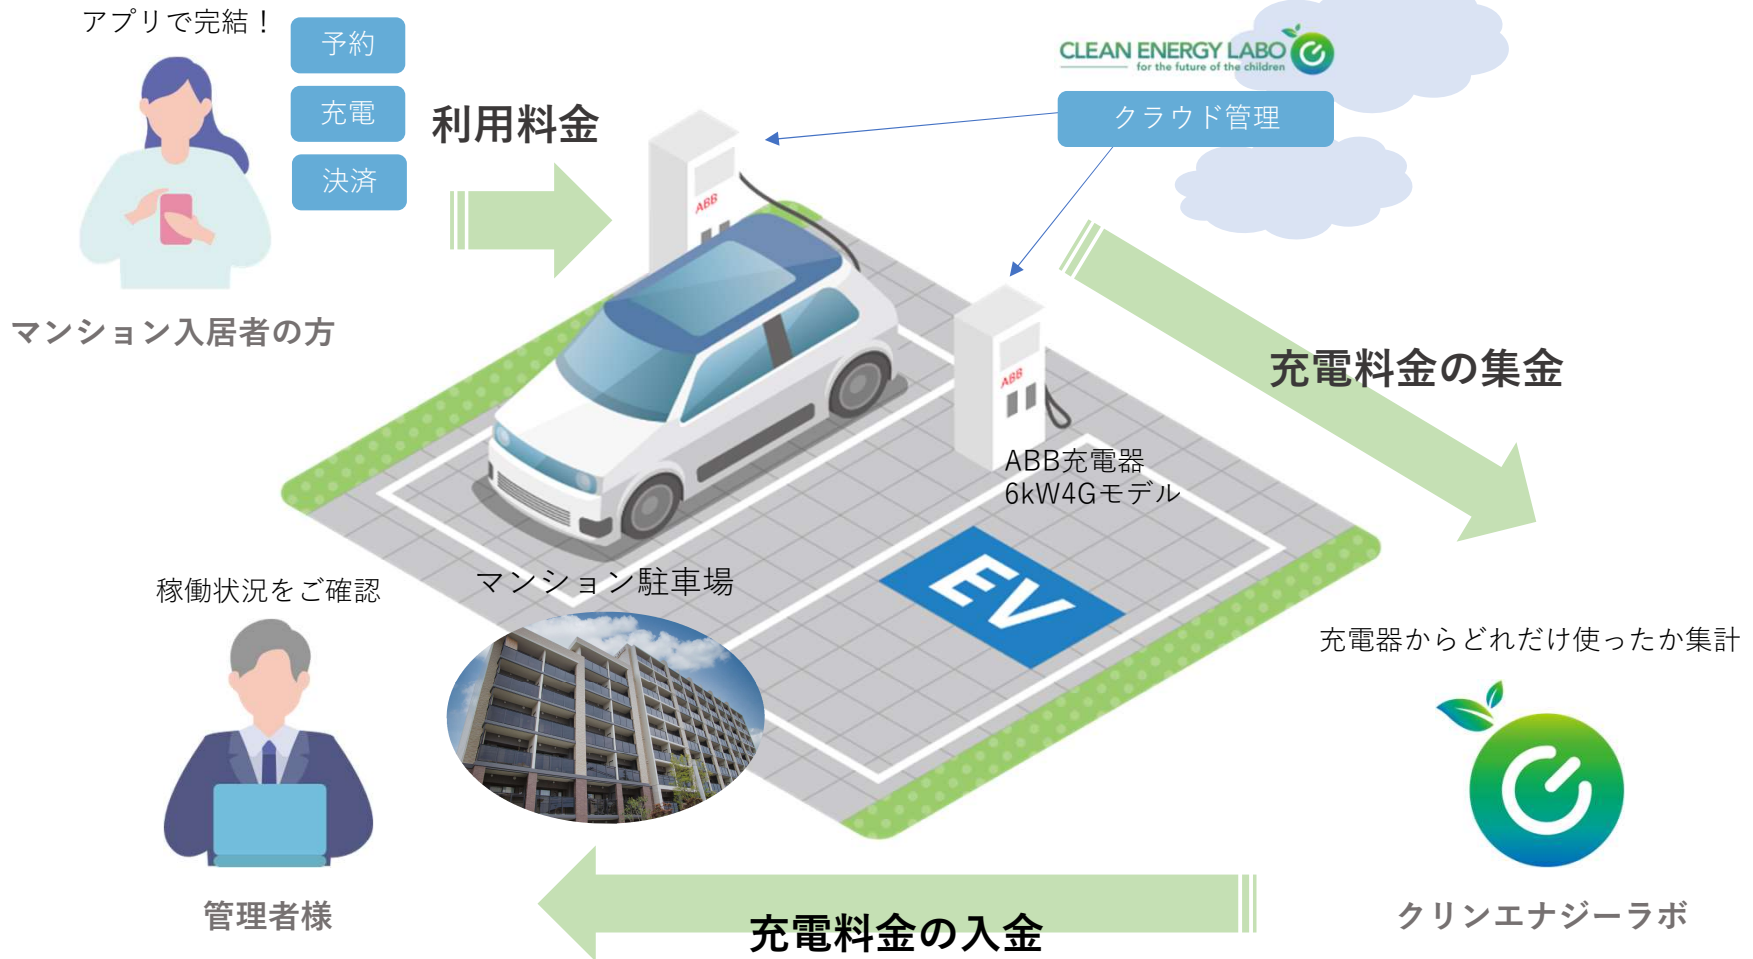 アプリで完結！
予約
充電
決済
利用料金
マンション入居者の方
CLEAN ENERGY LABO
for the future of the children
クラウド管理
ABB
ABB
充電料金の集金
ABB充電器
6kW4Gモデル
EV
マンション駐車場
稼働状況をご確認
管理者様
充電器からどれだけ使ったか集計
クリンエナジーラボ
充電料金の入金